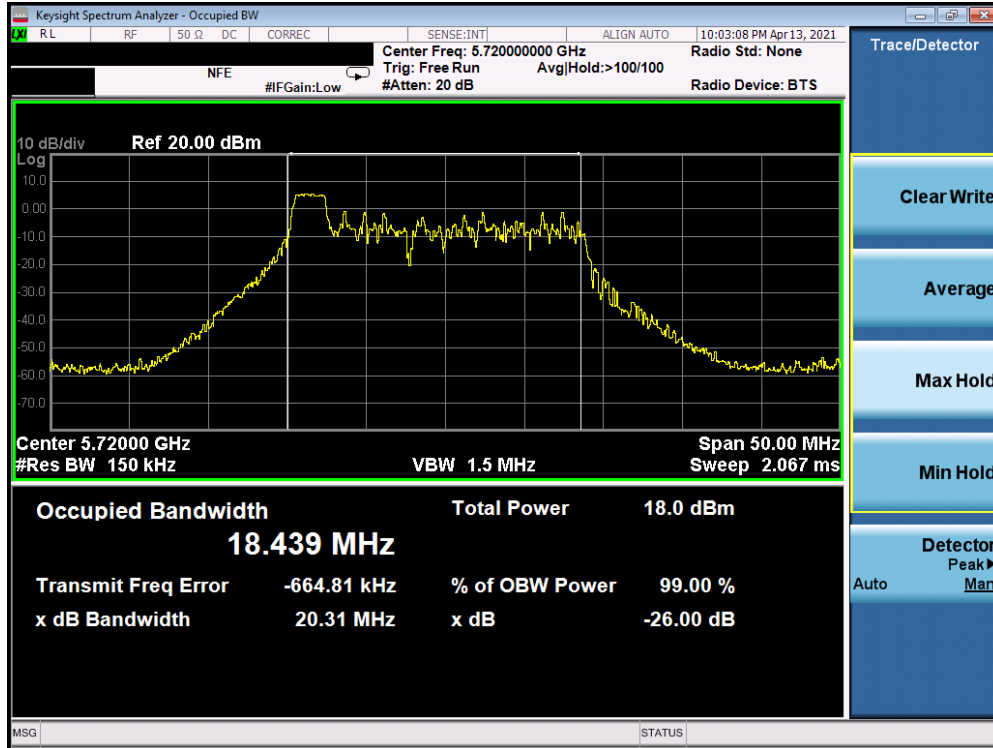 Keysight Spectrum Analyzer - Occupied BW
LXI RL RF 50 Ω DC CORREC SENSE:INT ALIGN AUTO 10:03:08 PM Apr 13, 2021
Center Freq: 5.720000000 GHz Radio Std: None
NFE Trig: Free Run Avg|Hold:>100/100
#IFGain:Low #Atten: 20 dB Radio Device: BTS
Trace/Detector
10 dB/div Ref 20.00 dBm
Log
10.0
0.00
-10.0
-20.0
-30.0
-40.0
-50.0
-60.0
-70.0
Center 5.72000 GHz Span 50.00 MHz
#Res BW 150 kHz VBW 1.5 MHz Sweep 2.067 ms
Occupied Bandwidth Total Power 18.0 dBm
18.439 MHz
Transmit Freq Error -664.81 kHz % of OBW Power 99.00 %
x dB Bandwidth 20.31 MHz x dB -26.00 dB
Clear Write
Average
Max Hold
Min Hold
Detector
Peak
Auto Man
MSG STATUS